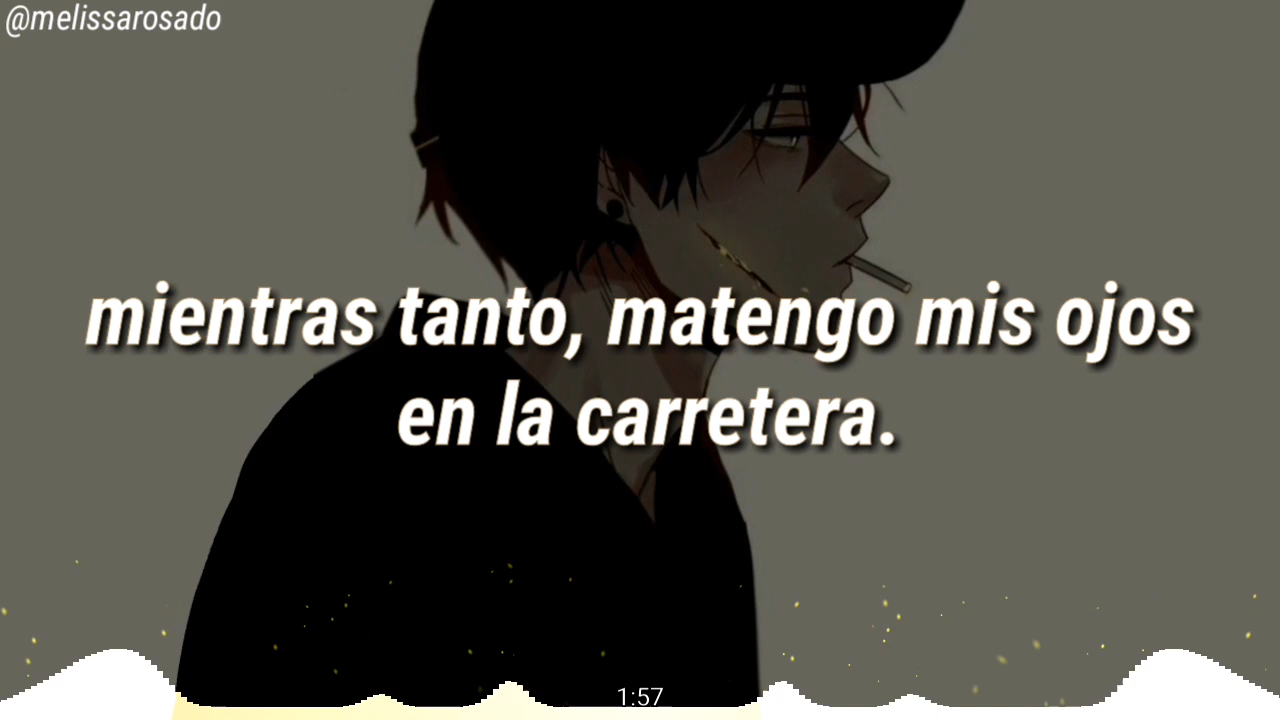 @melissarosado
mientras tanto, matengo mis ojos
en la carretera.
1:57